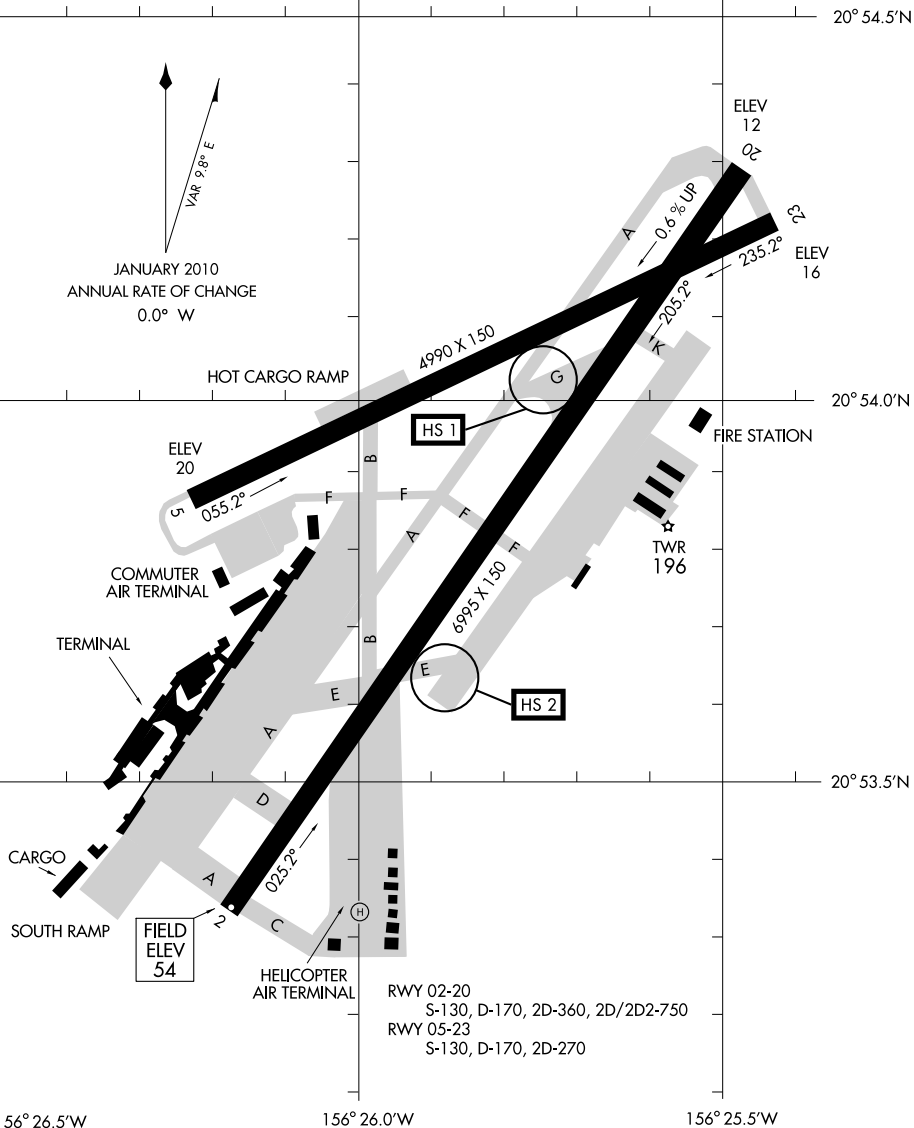 20° 54.5'N
ELEV
12
20
VAR 9.8° E
A
0.6% UP
23
235.2°
ELEV
16
JANUARY 2010
ANNUAL RATE OF CHANGE
0.0° W
205.2°
4990 X 150
K
HOT CARGO RAMP
G
20° 54.0'N
HS 1
FIRE STATION
ELEV
20
B
055.2°
5
F
F
F
A
F
TWR
196
COMMUTER
AIR TERMINAL
6995 X 150
TERMINAL
B
E
E
HS 2
A
20° 53.5'N
D
CARGO
025.2°
A
2
C
H
SOUTH RAMP
FIELD
ELEV
54
HELICOPTER
AIR TERMINAL
RWY 02-20
S-130, D-170, 2D-360, 2D/2D2-750
RWY 05-23
S-130, D-170, 2D-270
56° 26.5'W
156° 26.0'W
156° 25.5'W